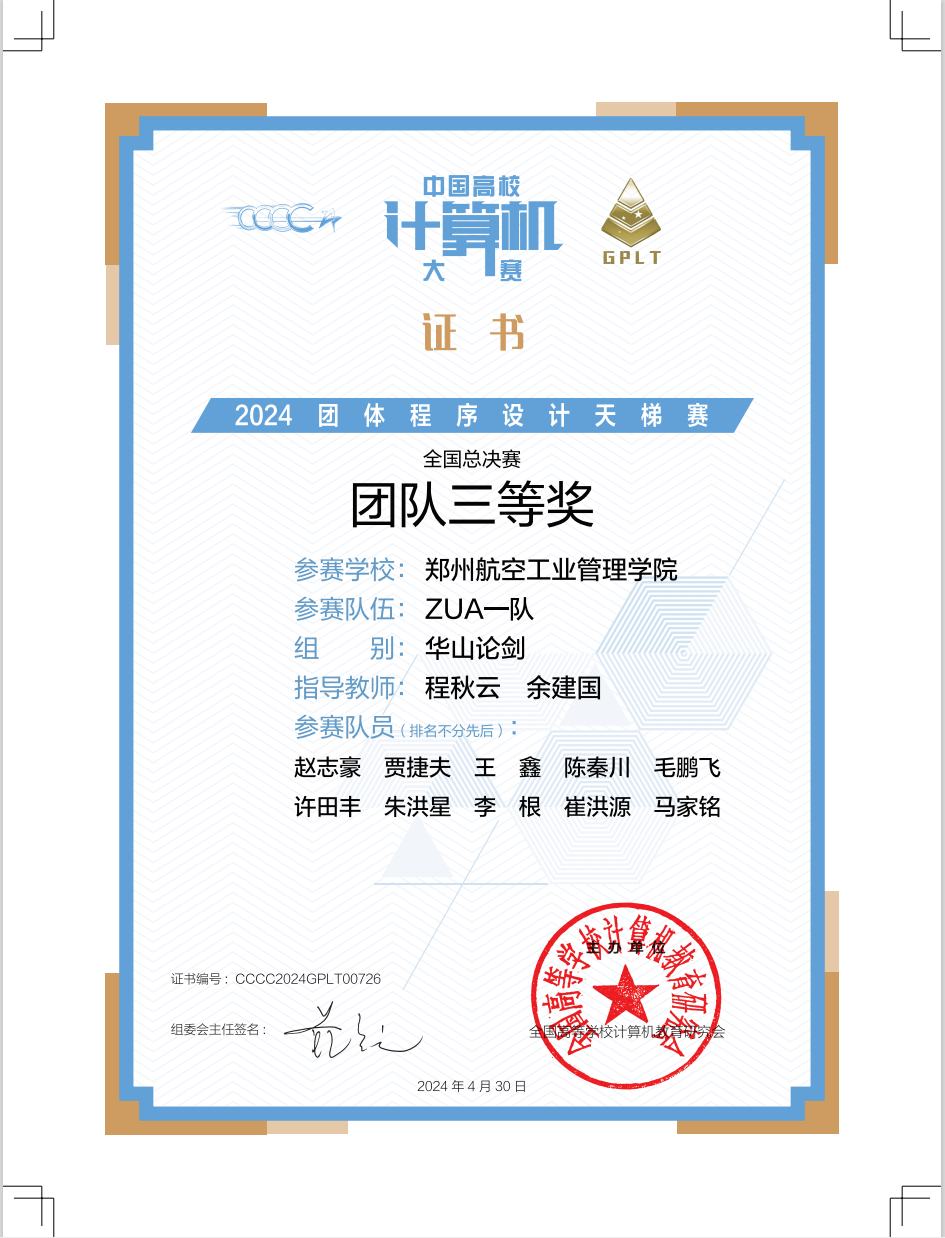 CCCC
中国高校
计算机
大赛
GPLT
证书
2024 团体程序设计天梯赛
全国总决赛
团队三等奖
参赛学校：郑州航空工业管理学院
参赛队伍：ZUA一队
组　　别：华山论剑
指导教师：程秋云　余建国
参赛队员（排名不分先后）：
赵志豪　贾捷夫　王　鑫　陈秦川　毛鹏飞
许田丰　朱洪星　李　根　崔洪源　马家铭
主办单位
全国高等学校计算机教育研究会
证书编号：CCCC2024GPLT00726
组委会主任签名：
全国高等学校计算机教育研究会
2024 年 4 月 30 日